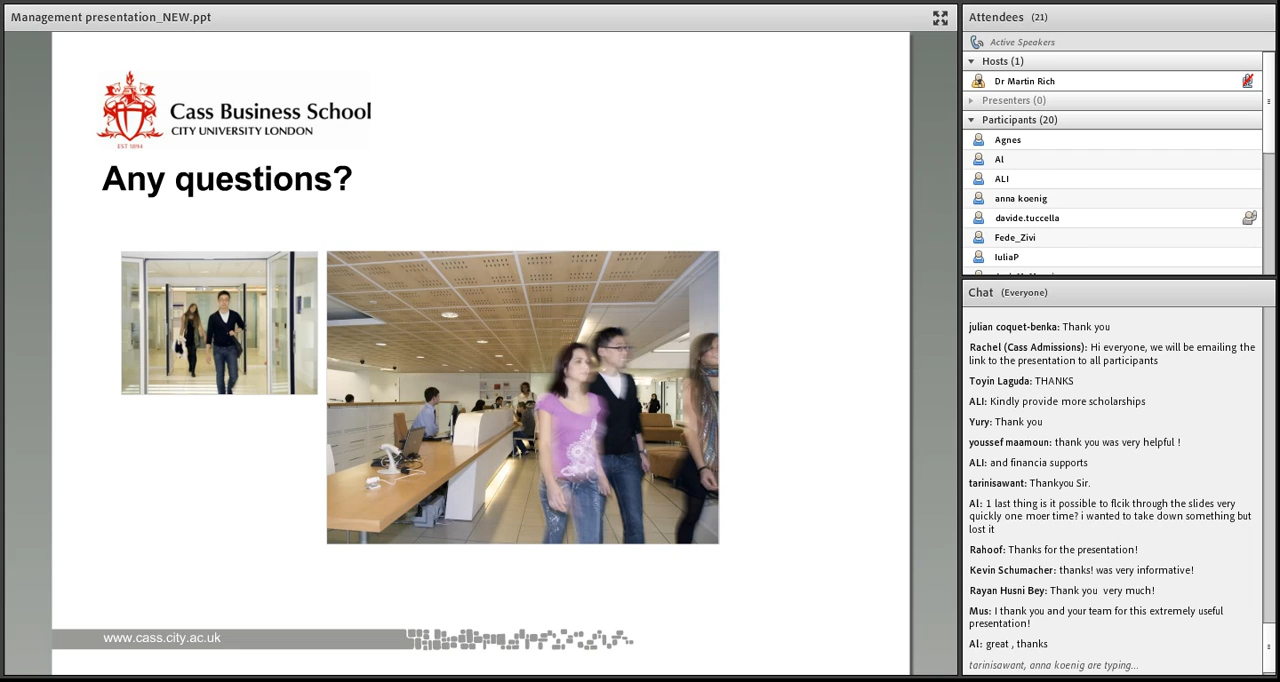 Management presentation_NEW.ppt
Cass Business School
CITY UNIVERSITY LONDON
EST 1894
Any questions?
www.cass.city.ac.uk
Attendees (21)
Active Speakers
Hosts (1)
Dr Martin Rich
Presenters (0)
Participants (20)
Agnes
Al
ALI
anna koenig
davide.tuccella
Fede_Zivi
IuliaP
Chat (Everyone)
julian coquet-benka: Thank you
Rachel (Cass Admissions): Hi everyone, we will be emailing the
link to the presentation to all participants
Toyin Laguda: THANKS
ALI: Kindly provide more scholarships
Yury: Thank you
youssef maamoun: thank you was very helpful !
ALI: and financia supports
tarinisawant: Thankyou Sir.
Al: 1 last thing is it possible to flcik through the slides very
quickly one moer time? i wanted to take down something but
lost it
Rahoof: Thanks for the presentation!
Kevin Schumacher: thanks! was very informative!
Rayan Husni Bey: Thank you  very much!
Mus: I thank you and your team for this extremely useful
presentation!
Al: great , thanks
tarinisawant, anna koenig are typing...